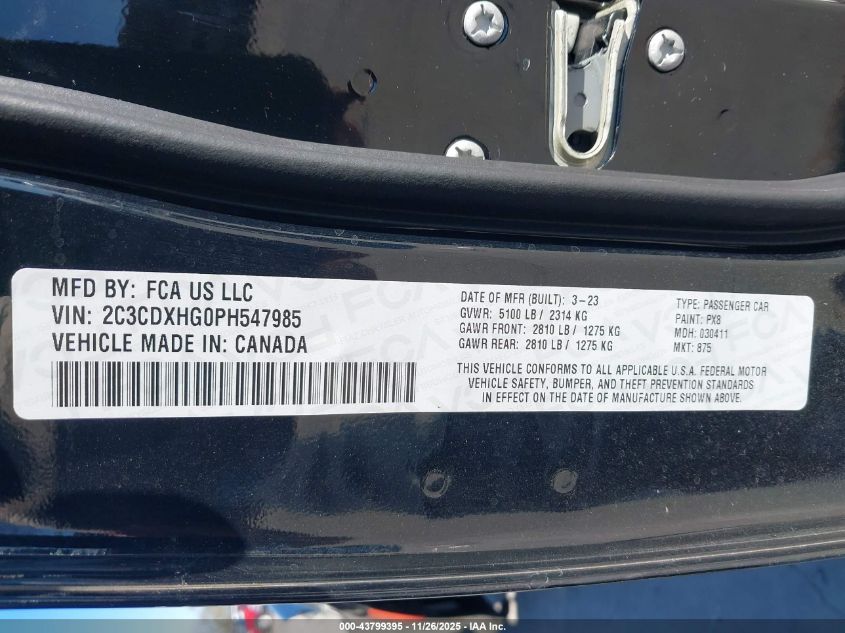 MFD BY: FCA US LLC
VIN: 2C3CDXHG0PH547985
VEHICLE MADE IN: CANADA
DATE OF MFR (BUILT): 3-23
GVWR: 5100 LB / 2314 KG
GAWR FRONT: 2810 LB / 1275 KG
GAWR REAR: 2810 LB / 1275 KG
TYPE: PASSENGER CAR
PAINT: PX8
MDH: 030411
MKT: 875
THIS VEHICLE CONFORMS TO ALL APPLICABLE U.S.A. FEDERAL MOTOR
VEHICLE SAFETY, BUMPER, AND THEFT PREVENTION STANDARDS
IN EFFECT ON THE DATE OF MANUFACTURE SHOWN ABOVE.
000-43799395 - 11/26/2025 - IAA Inc.